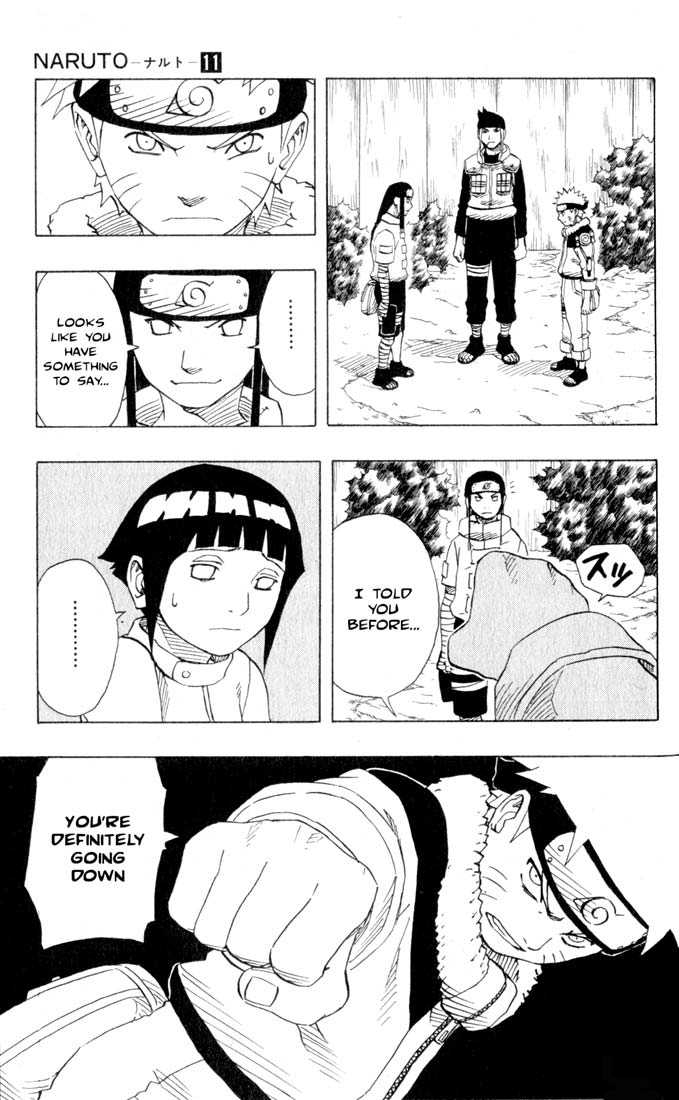 NARUTO—ナルト—11
.........
LOOKS
LIKE YOU
HAVE
SOMETHING
TO SAY...
スッ
I TOLD
YOU
BEFORE...
.........
YOU'RE
DEFINITELY
GOING
DOWN